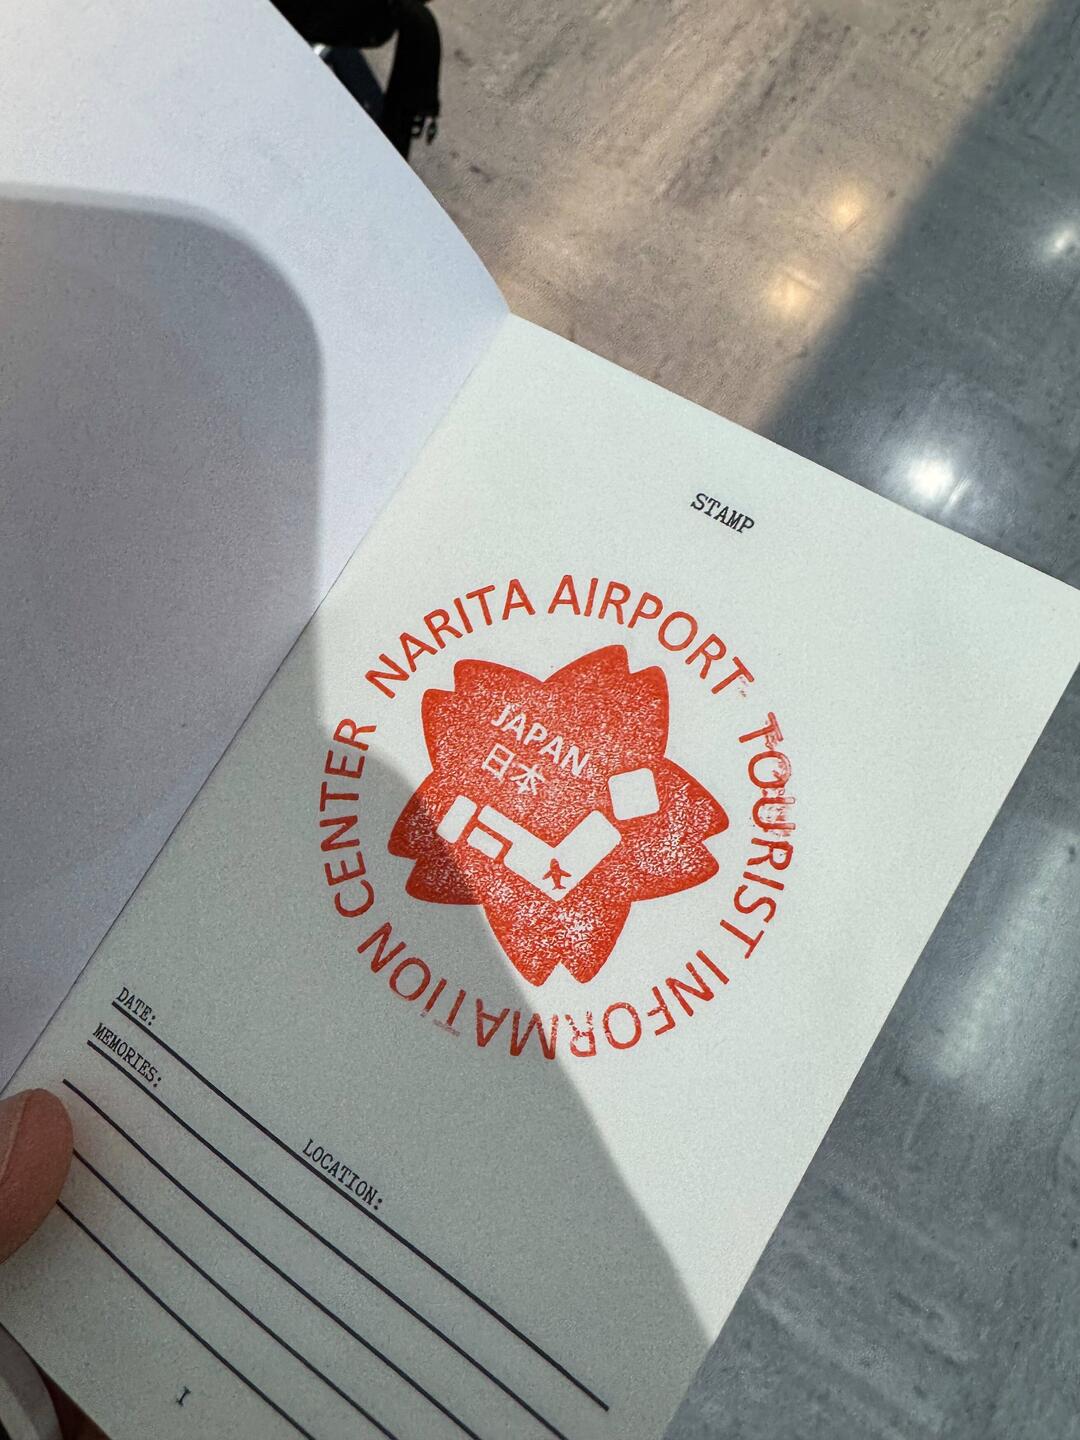 STAMP
NARITA AIRPORT TOURIST INFORMATION CENTER
JAPAN
日本
DATE:
LOCATION:
MEMORIES:
I